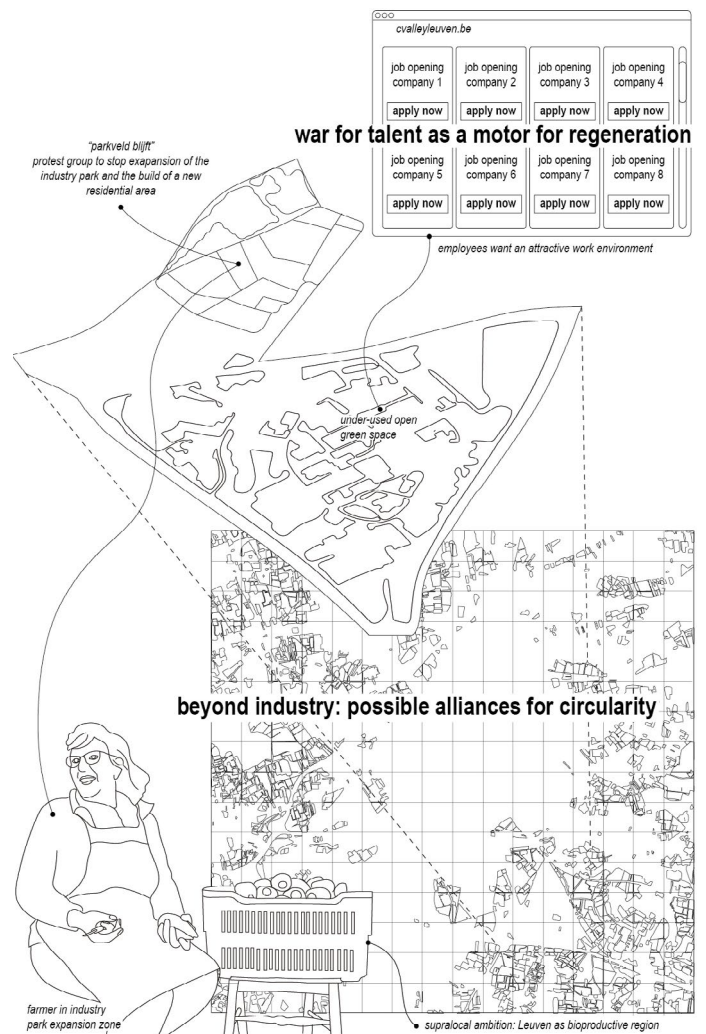 cvalleyleuven.be
job opening
company 1
apply now
job opening
company 2
apply now
job opening
company 3
apply now
job opening
company 4
apply now
war for talent as a motor for regeneration
job opening
company 5
apply now
job opening
company 6
apply now
job opening
company 7
apply now
job opening
company 8
apply now
employees want an attractive work environment
"parkveld blijft"
protest group to stop exapansion of the
industry park and the build of a new
residential area
under-used open
green space
beyond industry: possible alliances for circularity
farmer in industry
park expansion zone
supralocal ambition: Leuven as bioproductive region